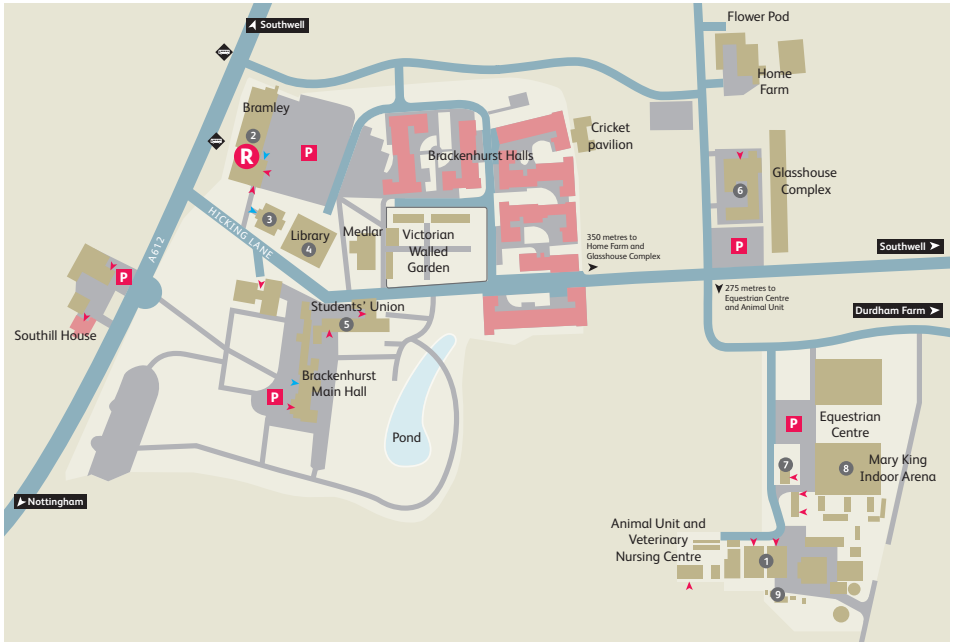 Southwell
Flower Pod
Home
Farm
Bramley
2
R
P
Cricket
pavilion
Brackenhurst Halls
Glasshouse
Complex
6
P
HICKING LANE
3
Library
4
Medlar
Victorian
Walled
Garden
350 metres to
Home Farm and
Glasshouse Complex
Southwell
A612
P
275 metres to
Equestrian Centre
and Animal Unit
Durdham Farm
Southill House
Students' Union
5
Brackenhurst
Main Hall
P
Pond
P
Equestrian
Centre
7
8
Mary King
Indoor Arena
Nottingham
Animal Unit and
Veterinary
Nursing Centre
1
9